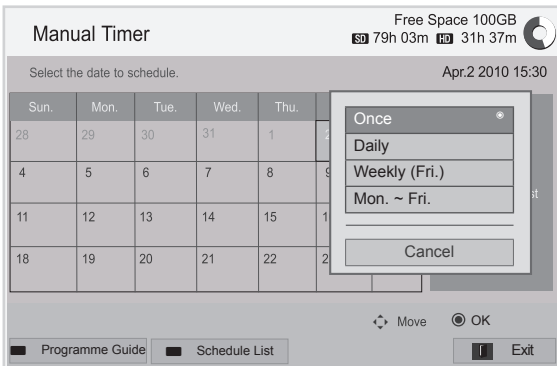 Manual Timer
Free Space 100GB
SD 79h 03m HD 31h 37m
Select the date to schedule.
Apr.2 2010 15:30
Sun. Mon. Tue. Wed. Thu.
28 29 30 31 1 2
4 5 6 7 8
11 12 13 14 15
18 19 20 21 22
Once
Daily
Weekly (Fri.)
Mon. ~ Fri.
Cancel
Move OK
Programme Guide Schedule List Exit